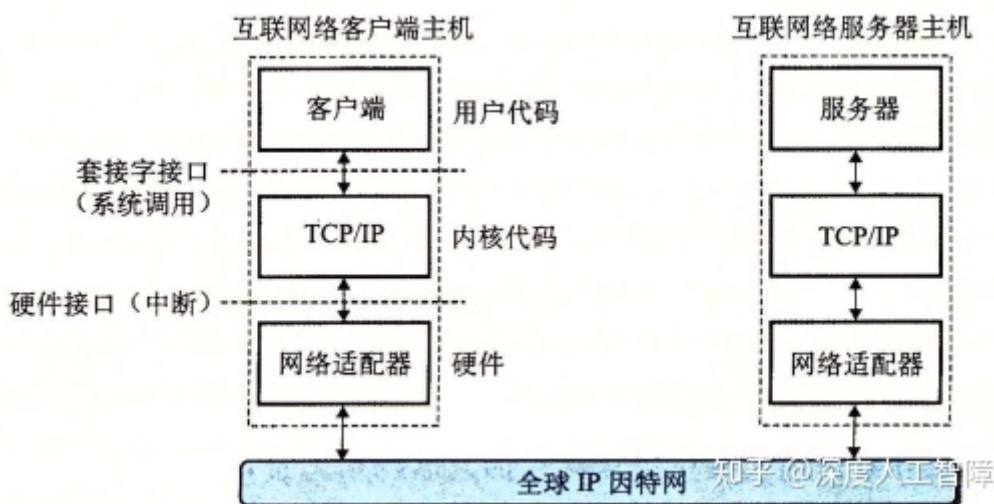 互联网络客户端主机
互联网络服务器主机
客户端
用户代码
服务器
套接字接口
（系统调用）
TCP/IP
内核代码
TCP/IP
硬件接口（中断）
网络适配器
硬件
网络适配器
全球 IP 因特网
知乎 @深度人工智障